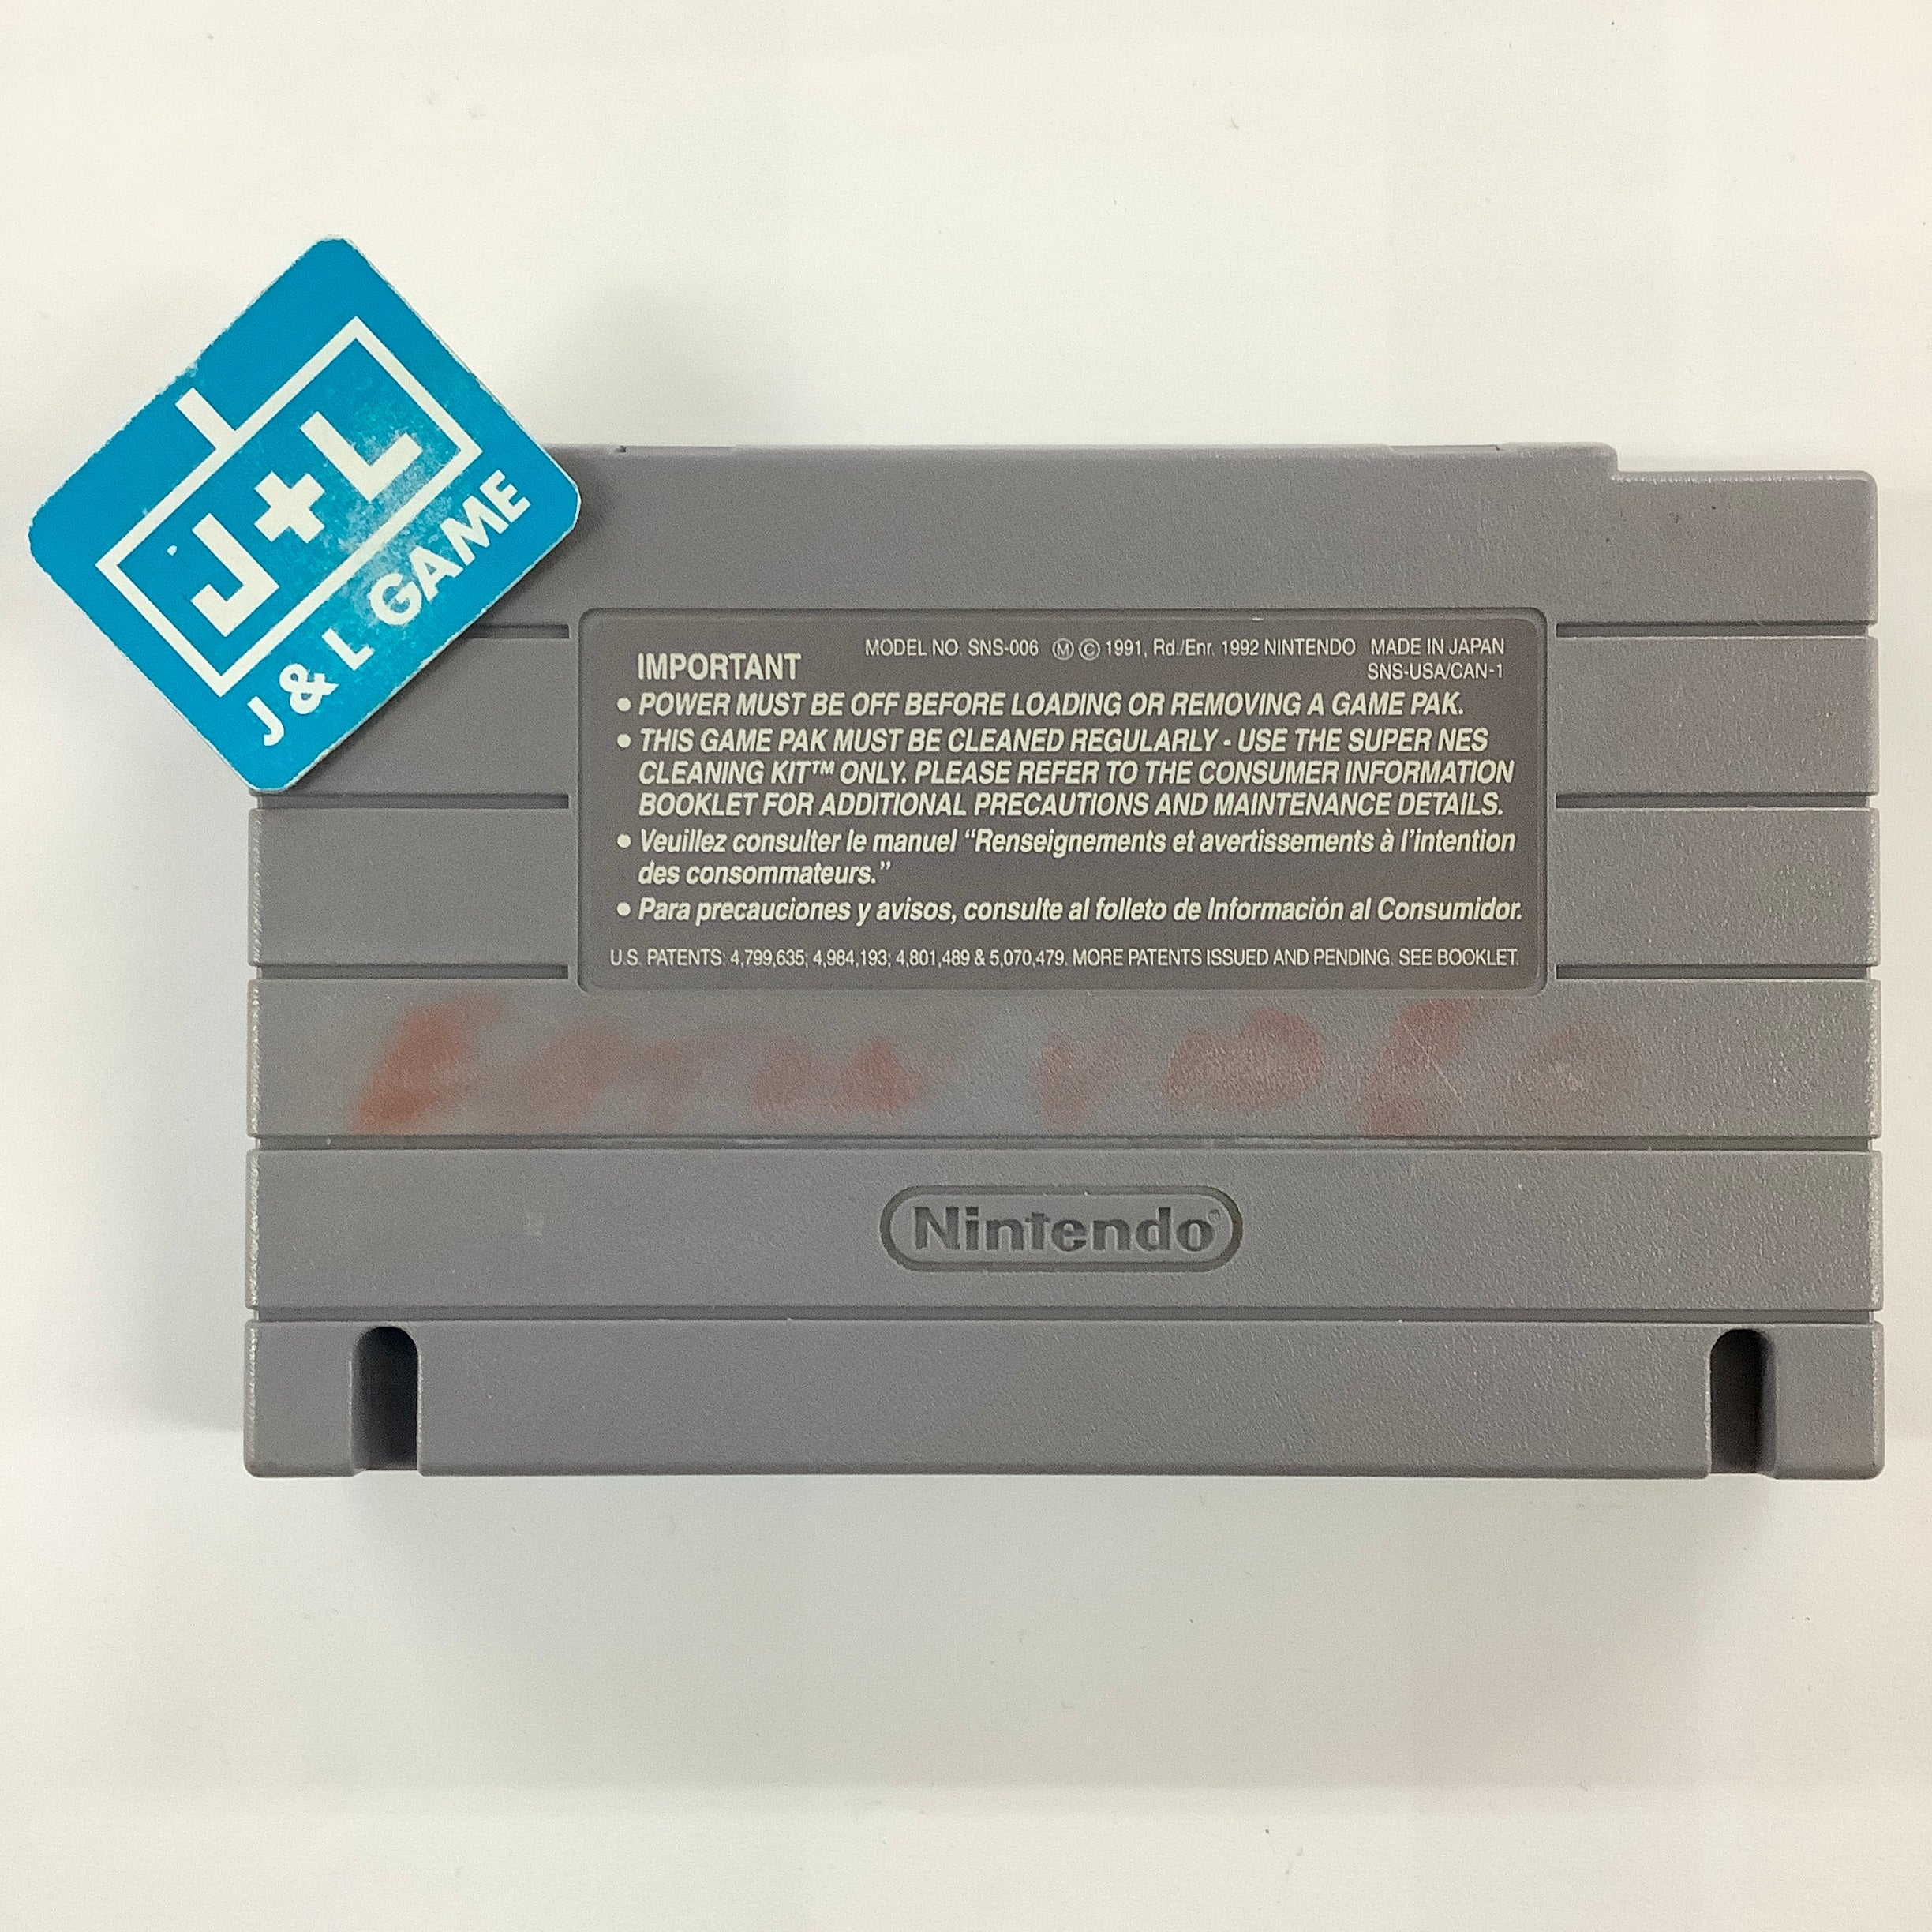 J+L
J & L GAME
MODEL NO. SNS-006 Ⓜ © 1991, Rd./Enr. 1992 NINTENDO MADE IN JAPAN
IMPORTANT
SNS-USA/CAN-1
● POWER MUST BE OFF BEFORE LOADING OR REMOVING A GAME PAK.
● THIS GAME PAK MUST BE CLEANED REGULARLY - USE THE SUPER NES
CLEANING KIT™ ONLY. PLEASE REFER TO THE CONSUMER INFORMATION
BOOKLET FOR ADDITIONAL PRECAUTIONS AND MAINTENANCE DETAILS.
● Veuillez consulter le manuel “Renseignements et avertissements à l’intention
des consommateurs.”
● Para precauciones y avisos, consulte al folleto de Información al Consumidor.
U.S. PATENTS: 4,799,635; 4,984,193; 4,801,489 & 5,070,479. MORE PATENTS ISSUED AND PENDING. SEE BOOKLET.
Nintendo®